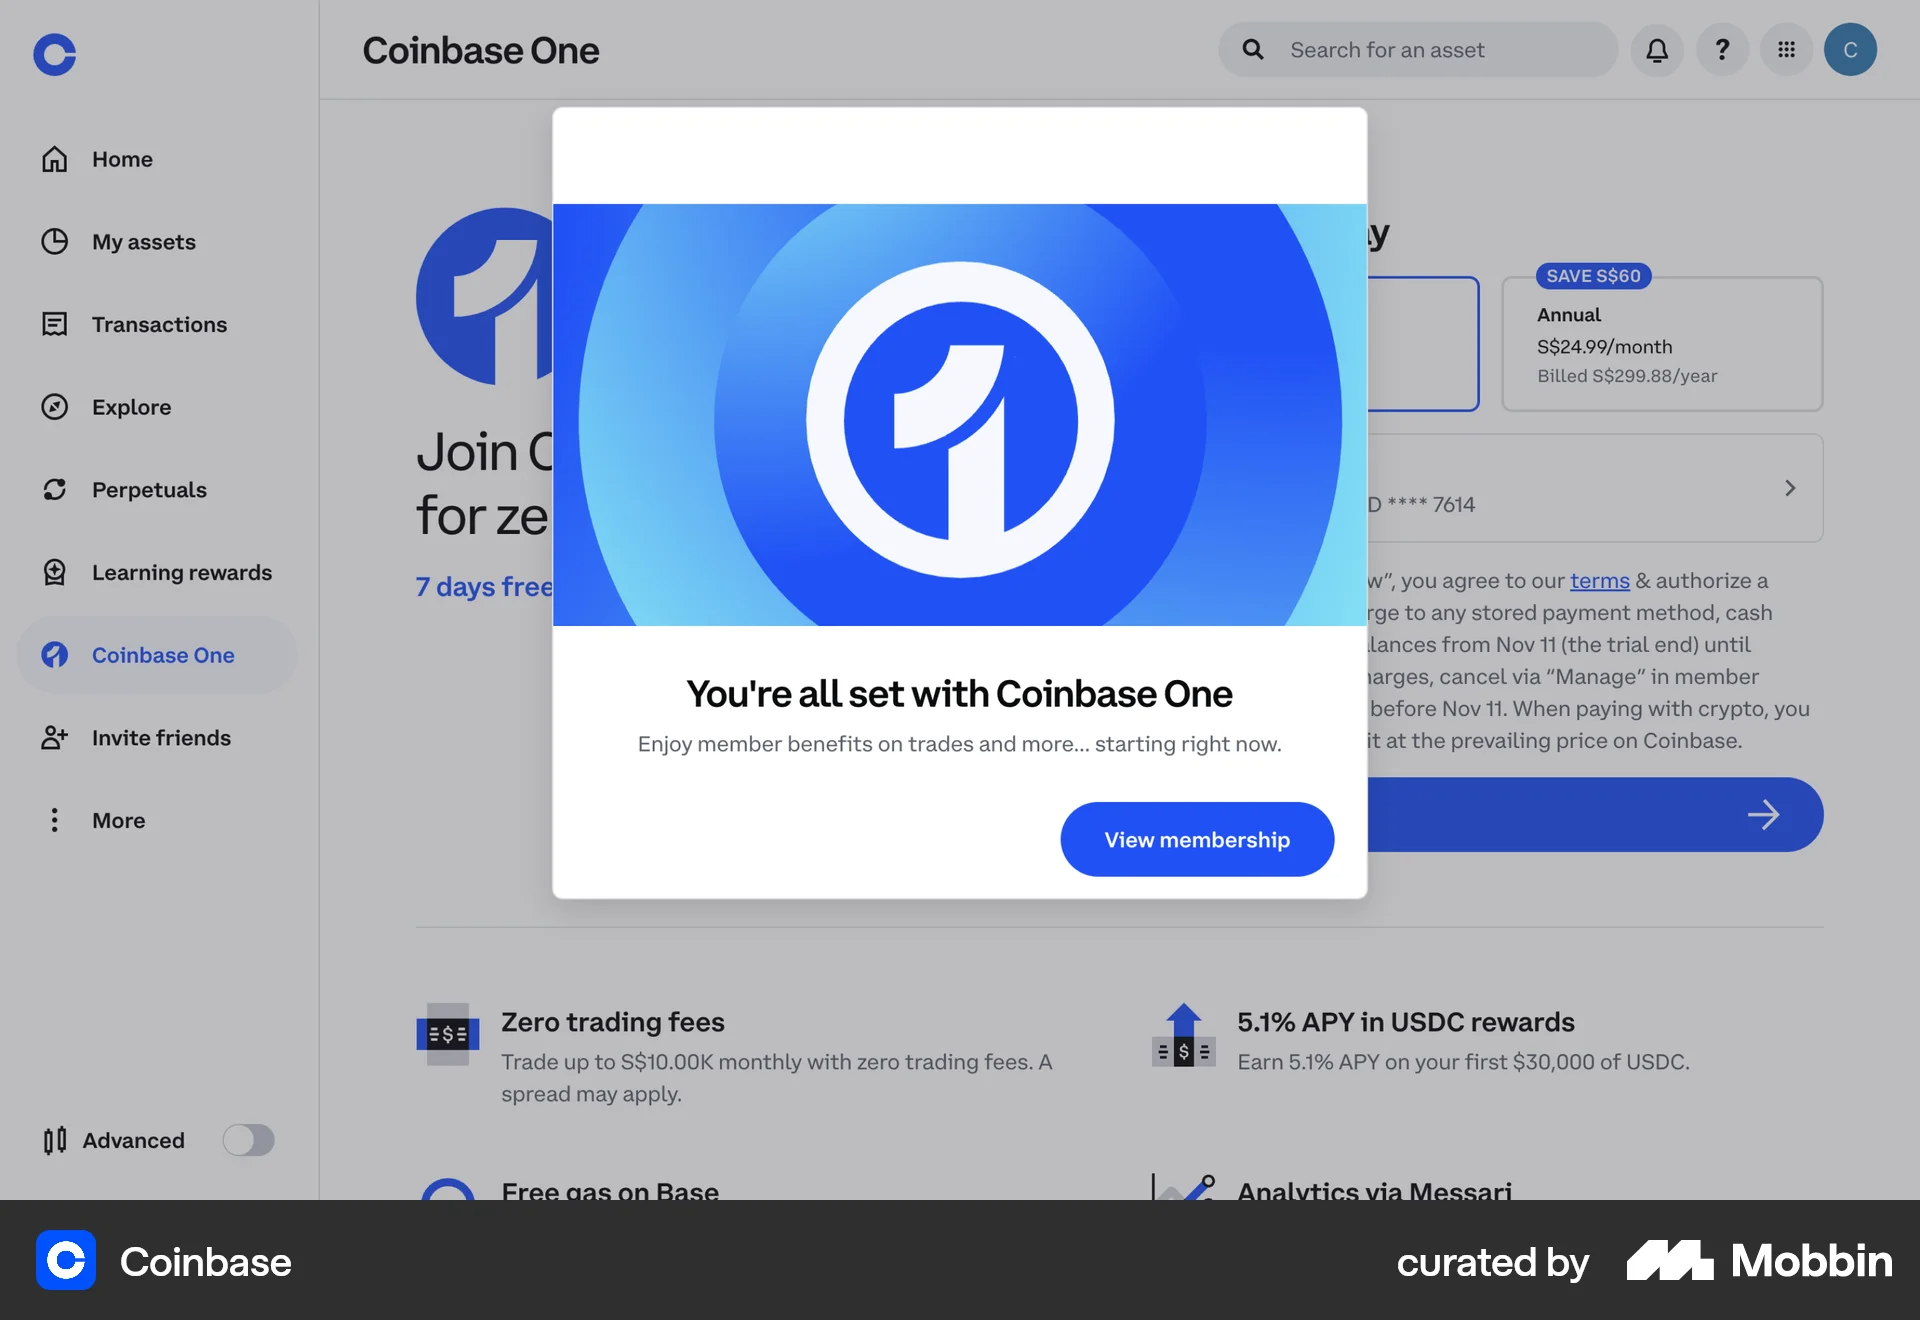 Coinbase One
Search for an asset
C
Home
My assets
Transactions
Explore
Perpetuals
Learning rewards
Coinbase One
Invite friends
More
Advanced
Join C
for ze
7 days free
y
SAVE S$60
Annual
S$24.99/month
Billed S$299.88/year
D **** 7614
w”, you agree to our terms & authorize a
rge to any stored payment method, cash
lances from Nov 11 (the trial end) until
arges, cancel via “Manage” in member
before Nov 11. When paying with crypto, you
it at the prevailing price on Coinbase.
You're all set with Coinbase One
Enjoy member benefits on trades and more... starting right now.
View membership
Zero trading fees
Trade up to S$10.00K monthly with zero trading fees. A
spread may apply.
5.1% APY in USDC rewards
Earn 5.1% APY on your first $30,000 of USDC.
Free gas on Base
Analytics via Messari
Coinbase
curated by Mobbin